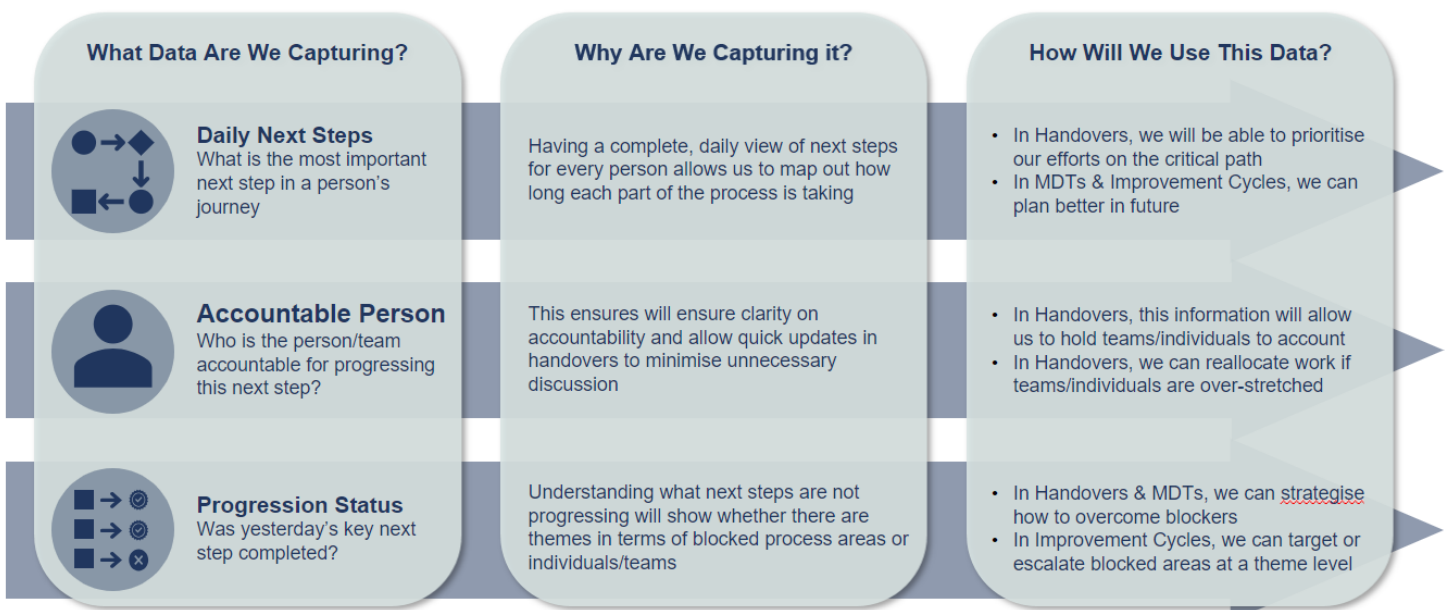 What Data Are We Capturing?
Why Are We Capturing it?
How Will We Use This Data?
Daily Next Steps
What is the most important
next step in a person's
journey
Having a complete, daily view of next steps
for every person allows us to map out how
long each part of the process is taking
• In Handovers, we will be able to prioritise
our efforts on the critical path
• In MDTs & Improvement Cycles, we can
plan better in future
Accountable Person
Who is the person/team
accountable for progressing
this next step?
This ensures will ensure clarity on
accountability and allow quick updates in
handovers to minimise unnecessary
discussion
• In Handovers, this information will allow
us to hold teams/individuals to account
• In Handovers, we can reallocate work if
teams/individuals are over-stretched
Progression Status
Was yesterday's key next
step completed?
Understanding what next steps are not
progressing will show whether there are
themes in terms of blocked process areas or
individuals/teams
• In Handovers & MDTs, we can strategise
how to overcome blockers
• In Improvement Cycles, we can target or
escalate blocked areas at a theme level